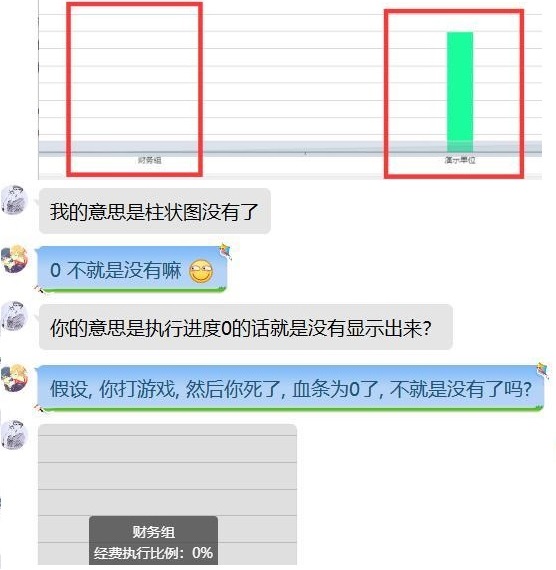 财务组
演示单位
我的意思是柱状图没有了
0 不就是没有嘛
你的意思是执行进度0的话就是没有显示出来?
假设, 你打游戏, 然后你死了, 血条为0了, 不就是没有了吗?
财务组
经费执行比例: 0%